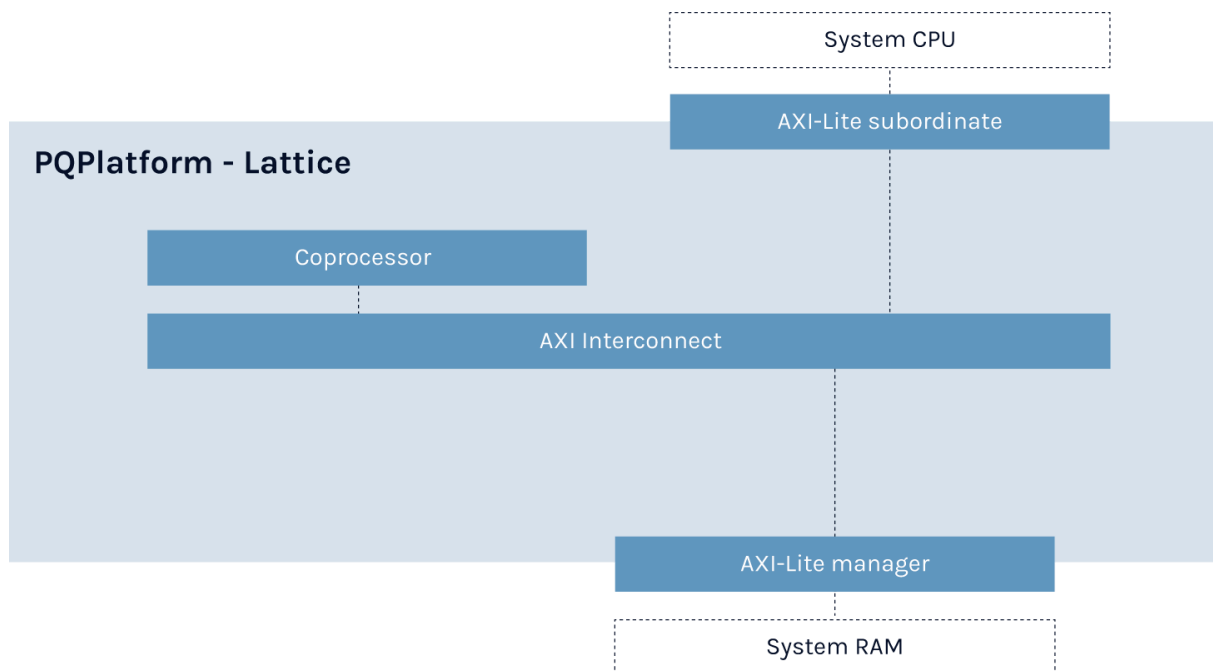 System CPU
AXI-Lite subordinate
PQPlatform - Lattice
Coprocessor
AXI Interconnect
AXI-Lite manager
System RAM